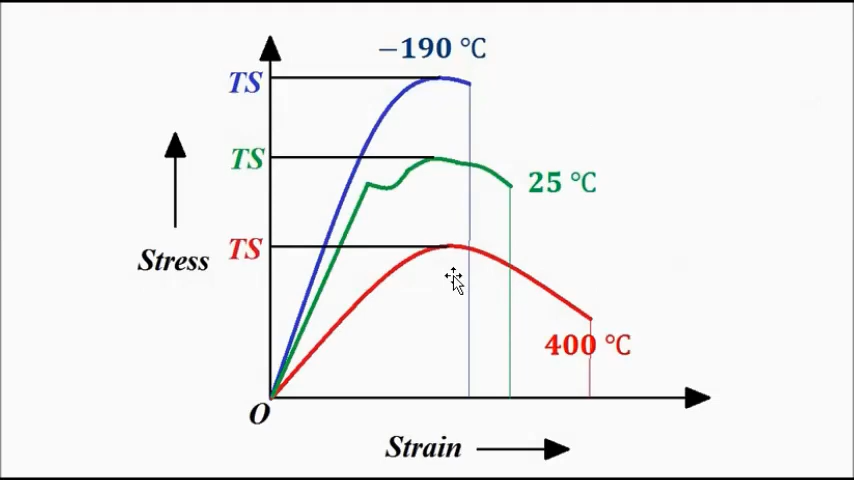 −190 °C
TS
TS
25 °C
TS
Stress
400 °C
O
Strain